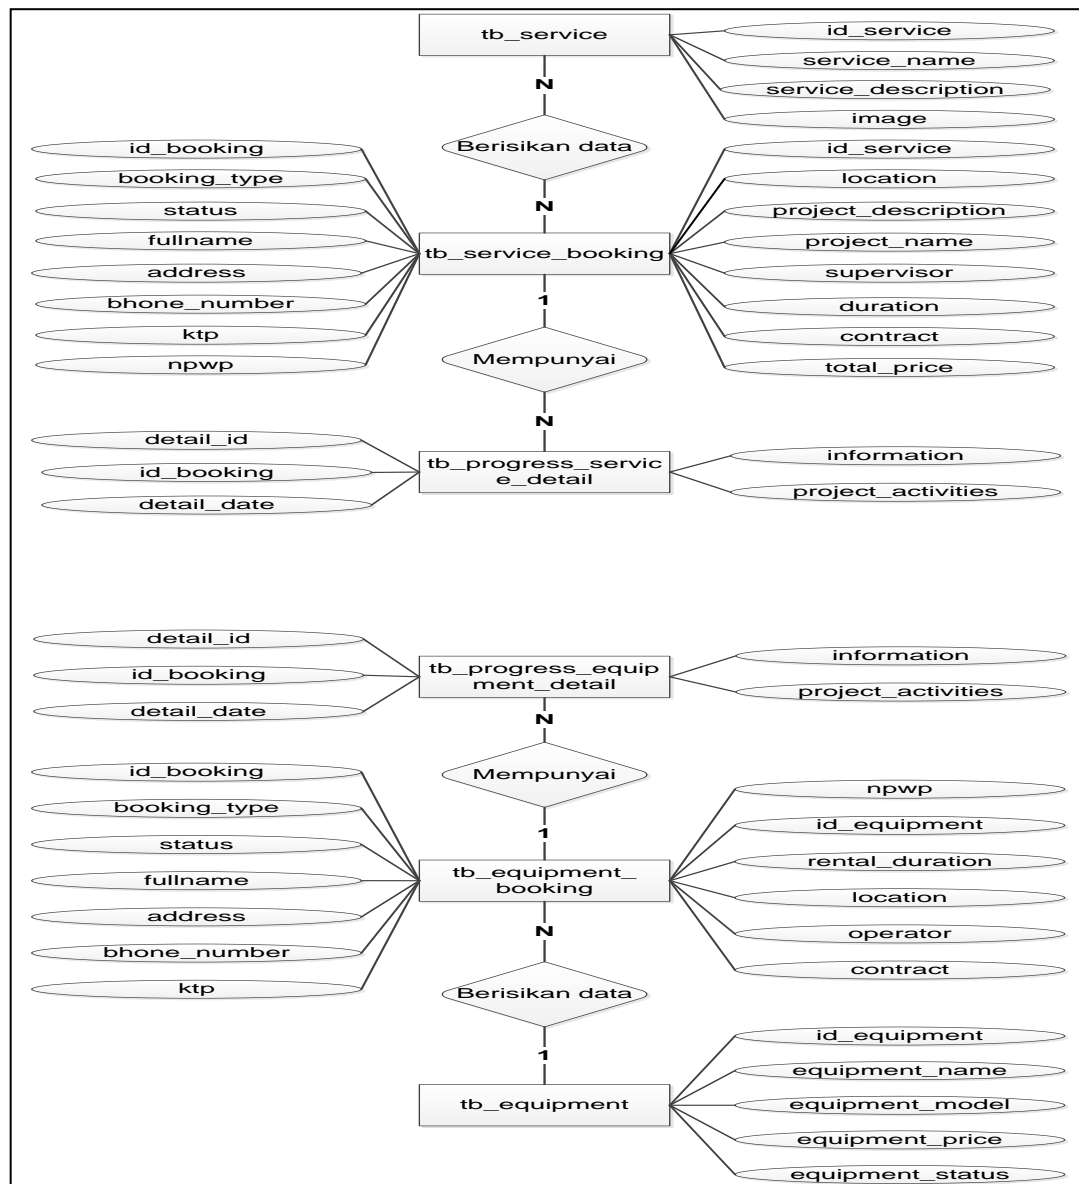 tb_service
id_service
service_name
service_description
image
N
Berisikan data
N
id_booking
booking_type
status
fullname
address
bhone_number
ktp
npwp
tb_service_booking
id_service
location
project_description
project_name
supervisor
duration
contract
total_price
1
Mempunyai
N
detail_id
id_booking
detail_date
tb_progress_servic
e_detail
information
project_activities
detail_id
id_booking
detail_date
tb_progress_equip
ment_detail
information
project_activities
N
Mempunyai
1
id_booking
booking_type
status
fullname
address
bhone_number
ktp
tb_equipment_
booking
npwp
id_equipment
rental_duration
location
operator
contract
N
Berisikan data
1
tb_equipment
id_equipment
equipment_name
equipment_model
equipment_price
equipment_status